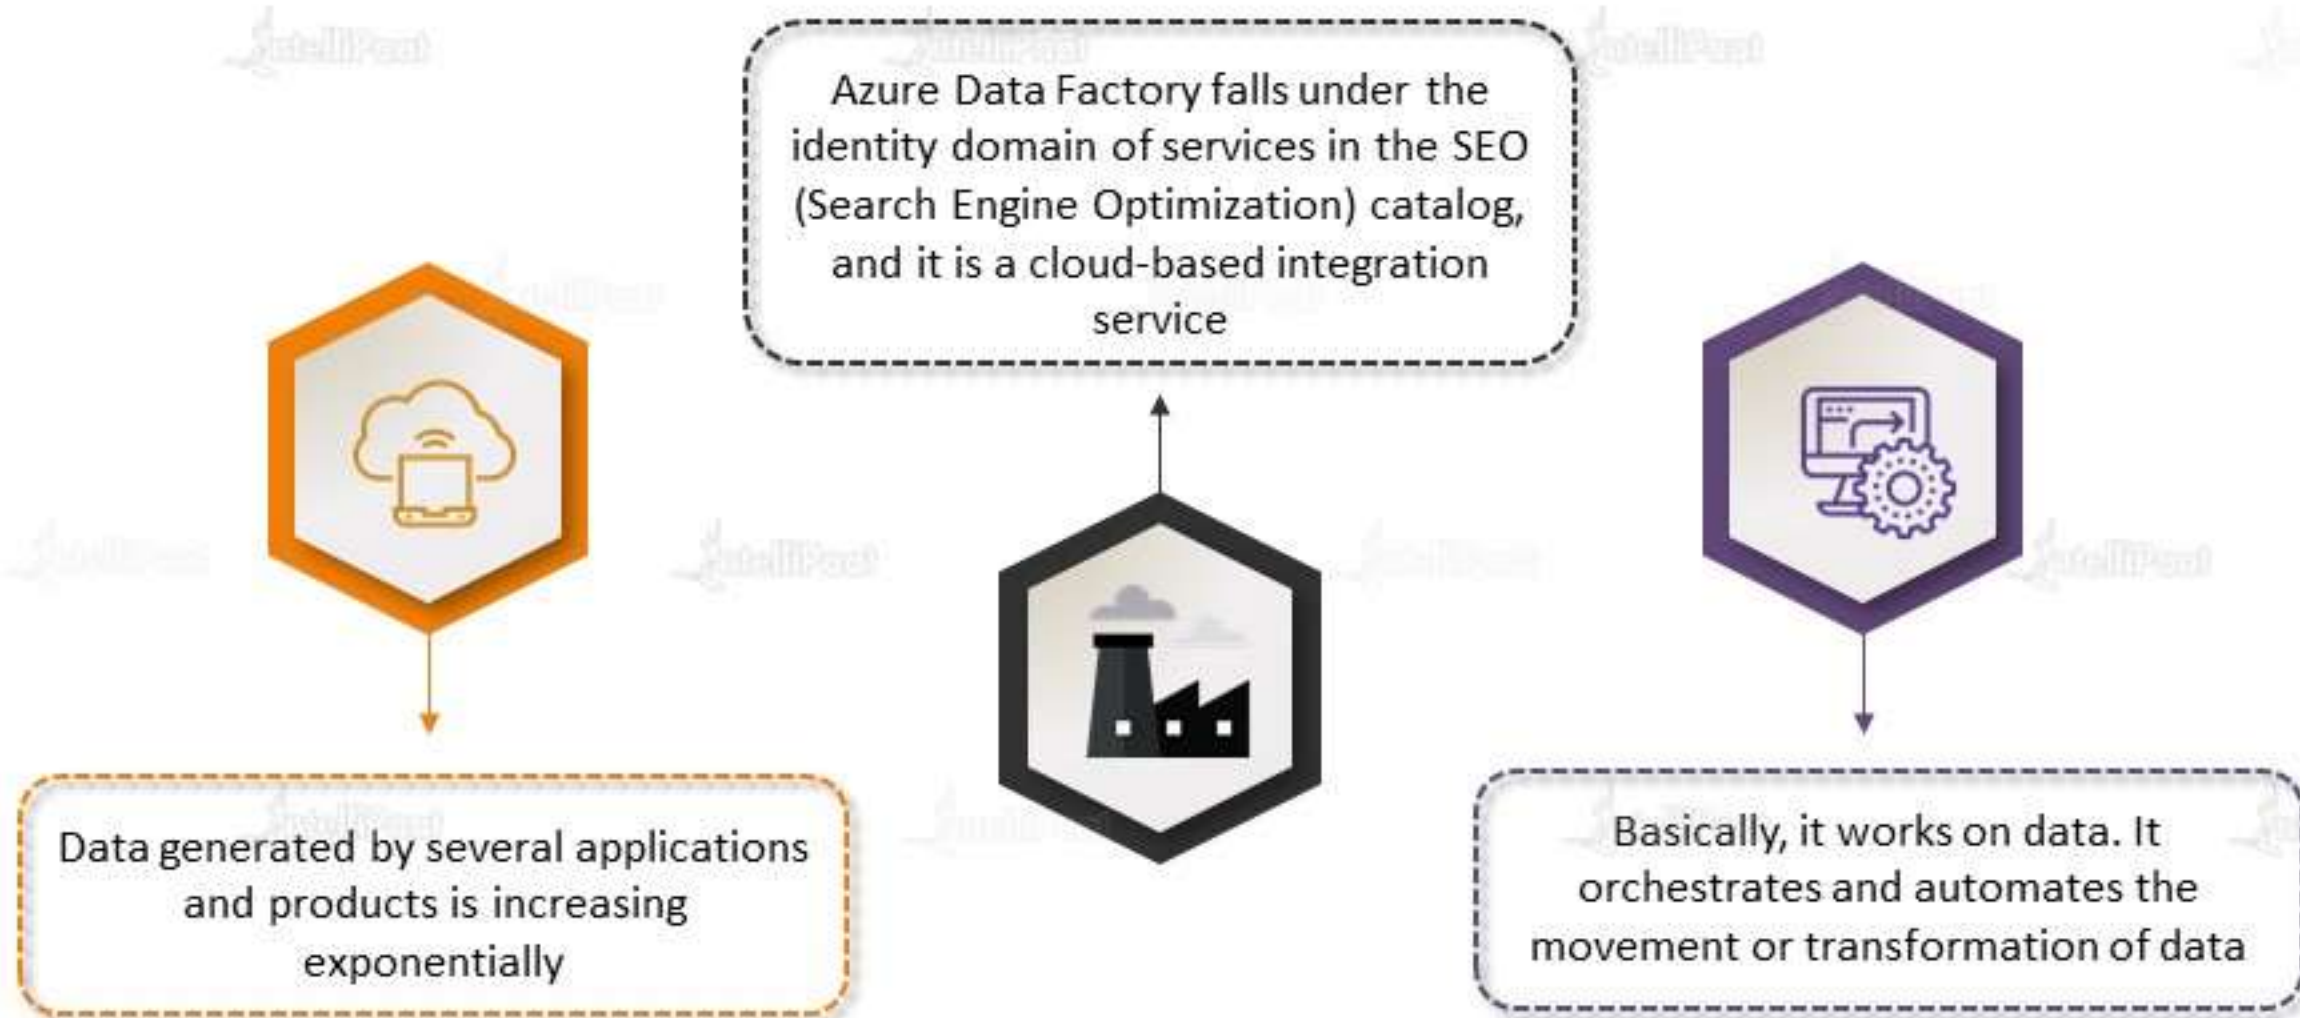 Azure Data Factory falls under the
identity domain of services in the SEO
(Search Engine Optimization) catalog,
and it is a cloud-based integration
service
Data generated by several applications
and products is increasing
exponentially
Basically, it works on data. It
orchestrates and automates the
movement or transformation of data